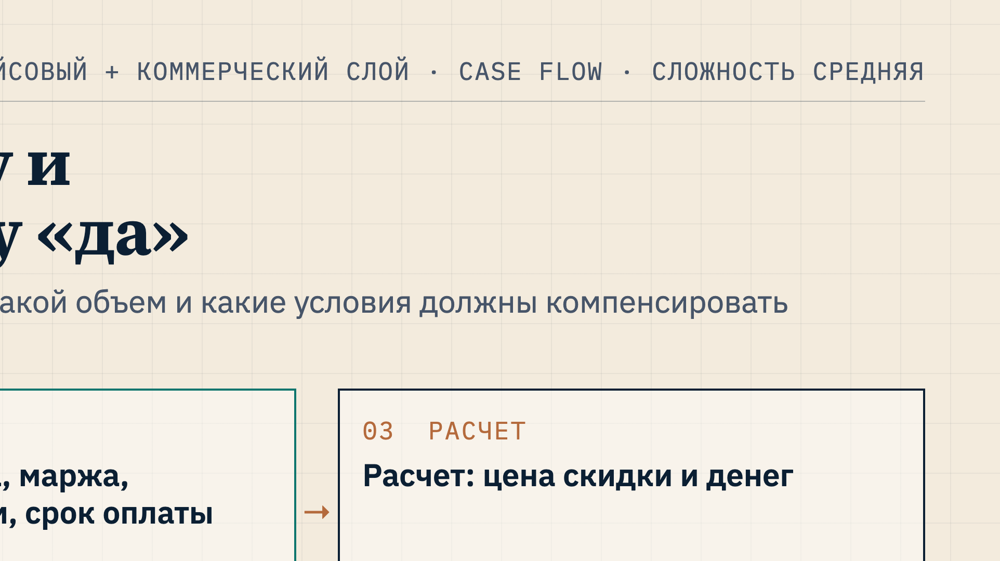 йсовый + КОММЕРЧЕСКИЙ СЛОЙ · CASE FLOW · СЛОЖНОСТЬ СРЕДНЯЯ
у и
у «да»
акой объем и какие условия должны компенсировать
03 РАСЧЕТ
, маржа,
Расчет: цена скидки и денег
и, срок оплаты
→